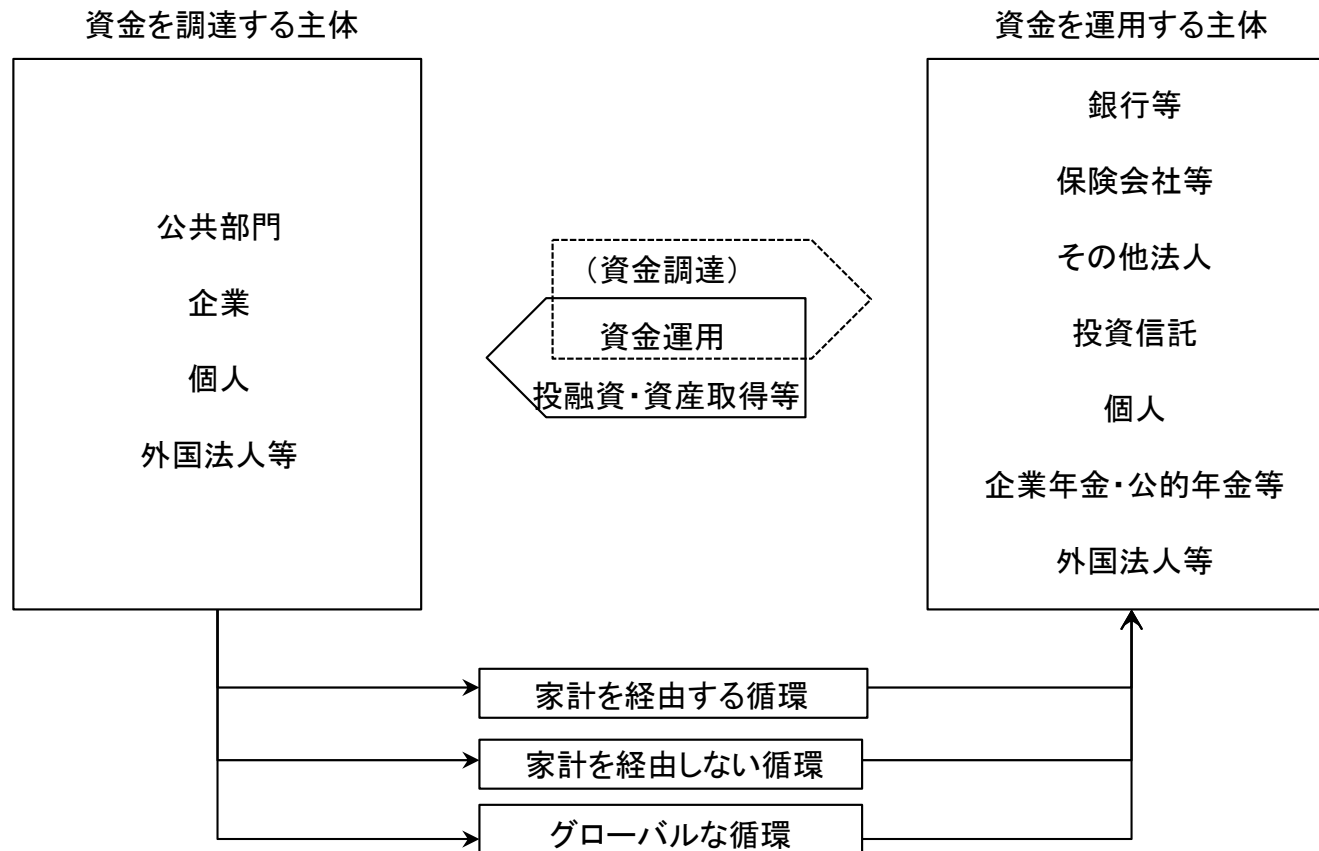 資金を調達する主体
資金を運用する主体
公共部門
企業
個人
外国法人等
(資金調達)
資金運用
投融資・資産取得等
銀行等
保険会社等
その他法人
投資信託
個人
企業年金・公的年金等
外国法人等
家計を経由する循環
家計を経由しない循環
グローバルな循環